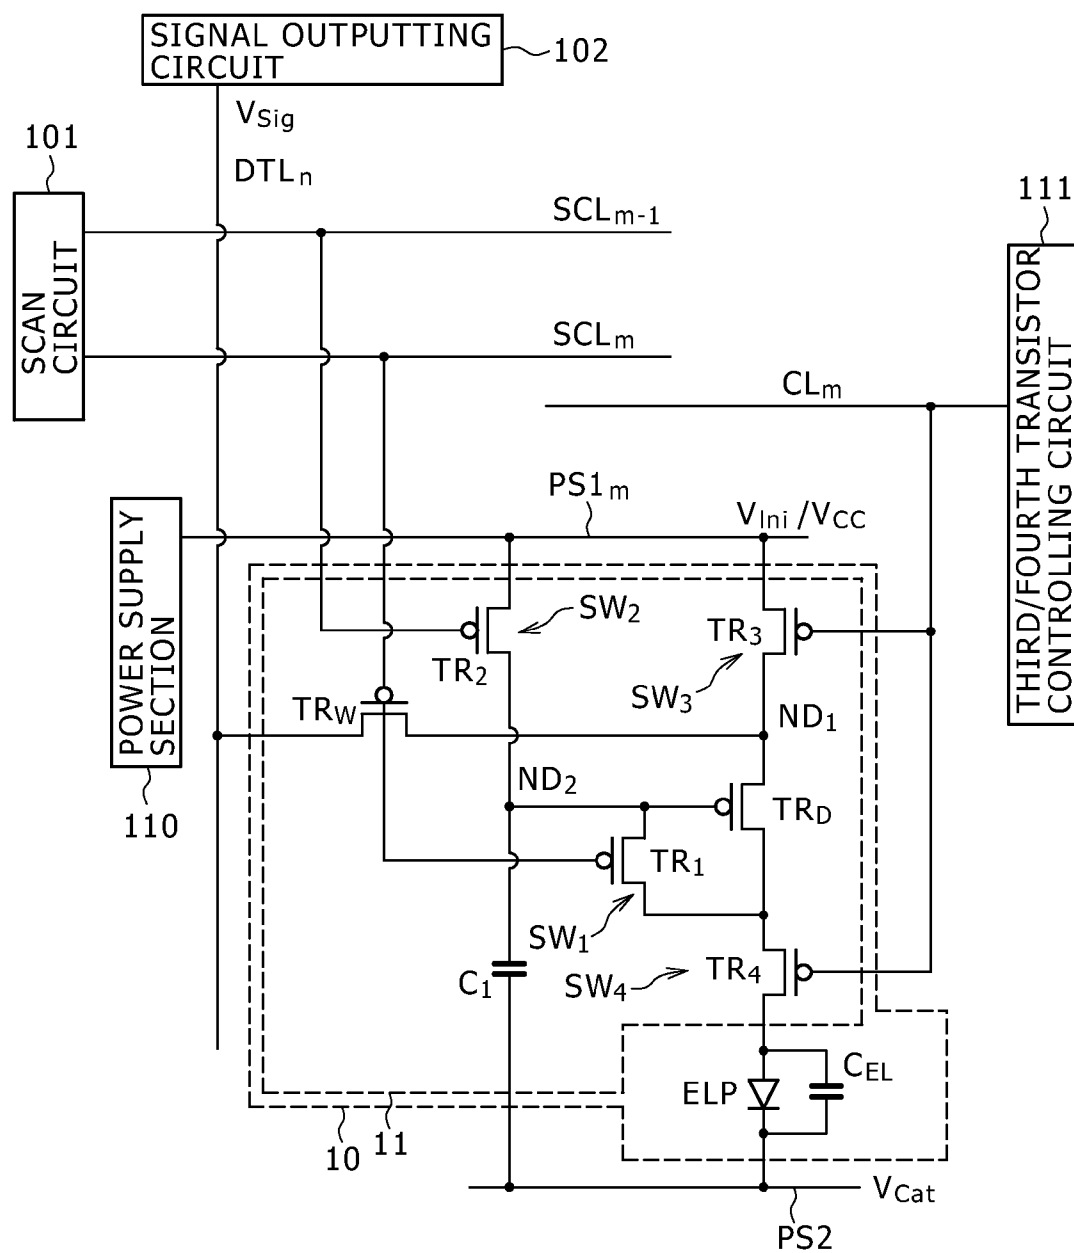 SIGNAL OUTPUTTING
CIRCUIT
102
VSig
DTLn
101
SCAN
CIRCUIT
SCLm-1
SCLm
111
THIRD/FOURTH TRANSISTOR
CONTROLLING CIRCUIT
CLm
PS1m
VIni/VCC
POWER SUPPLY
SECTION
110
SW2
TR2
TR3
SW3
TRW
ND1
ND2
TRD
TR1
SW1
C1
TR4
SW4
CEL
ELP
10
11
VCat
PS2